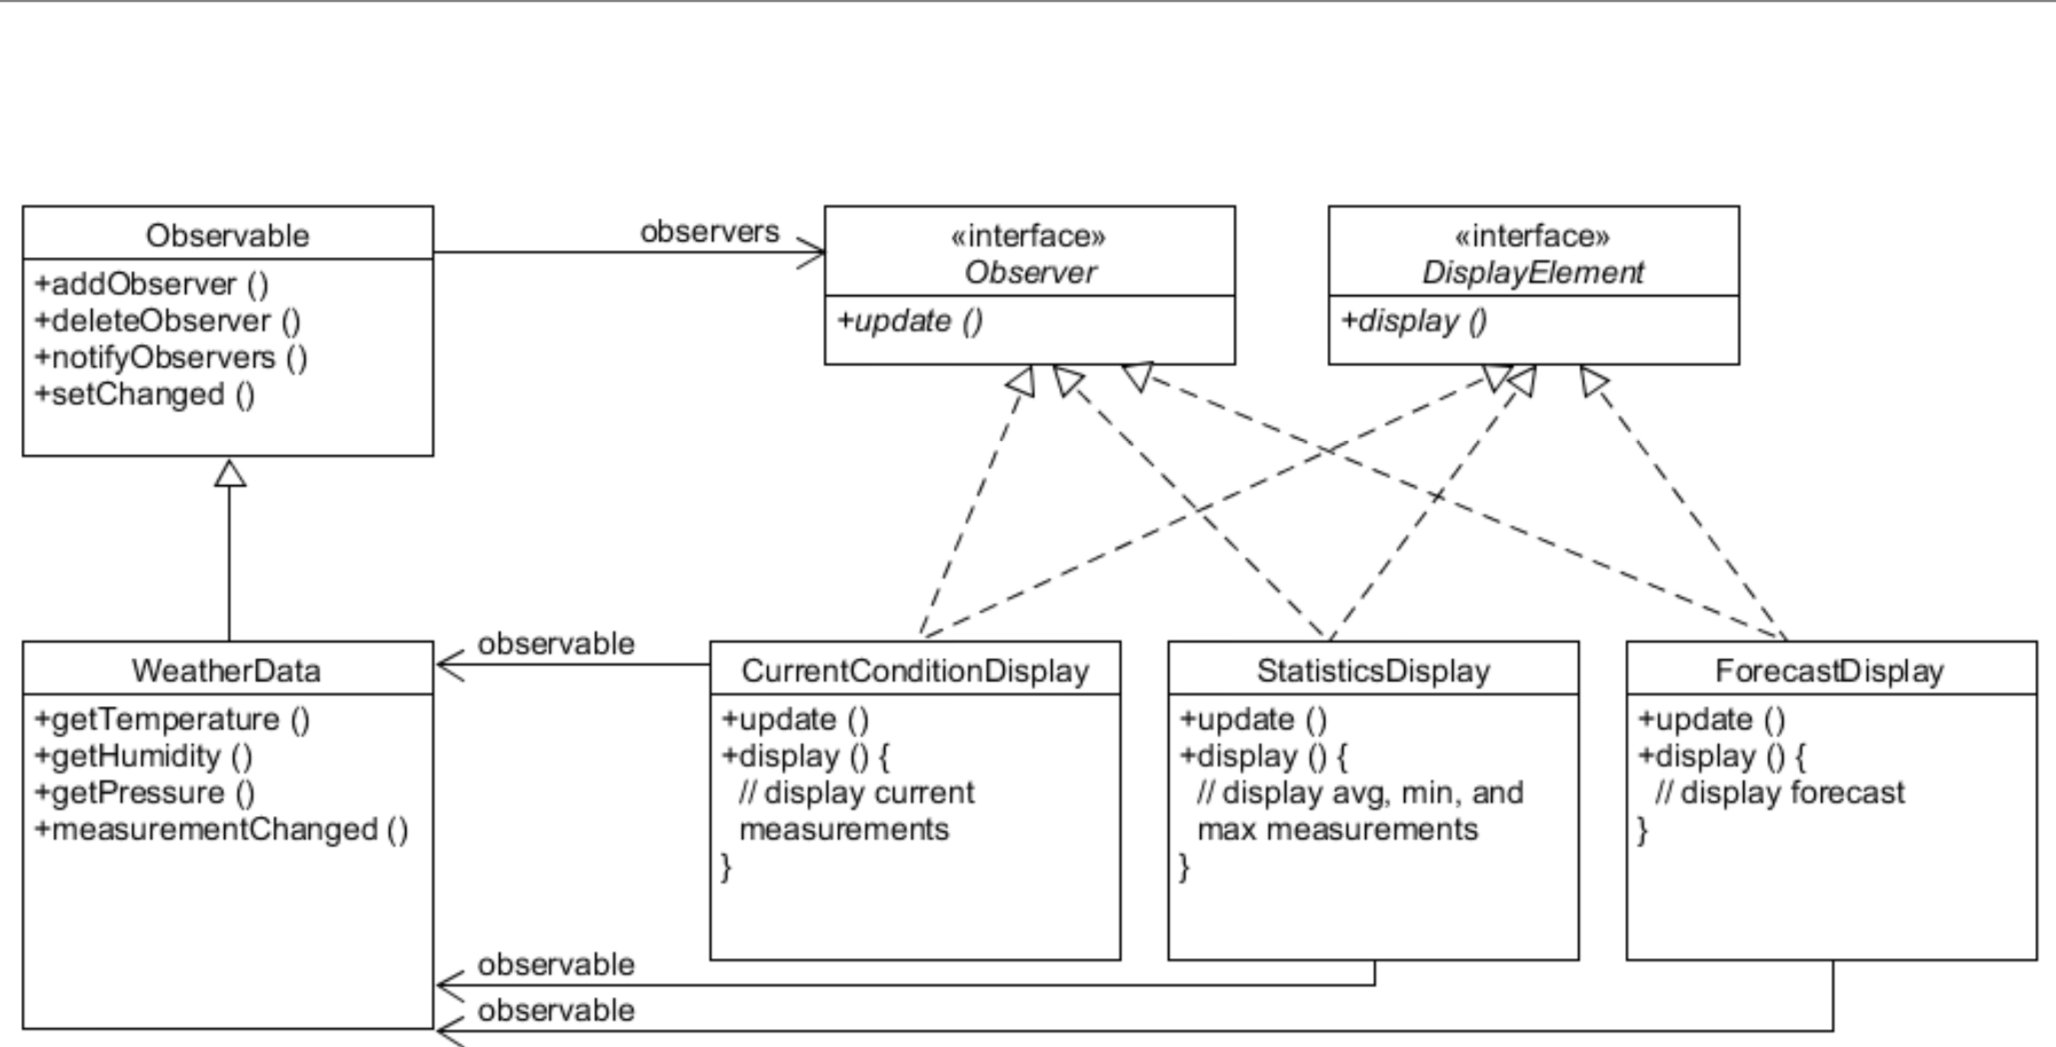 Observable
+addObserver ()
+deleteObserver ()
+notifyObservers ()
+setChanged ()
observers
«interface»
Observer
+update ()
«interface»
DisplayElement
+display ()
WeatherData
+getTemperature ()
+getHumidity ()
+getPressure ()
+measurementChanged ()
observable
observable
observable
CurrentConditionDisplay
+update ()
+display () {
// display current
measurements
}
StatisticsDisplay
+update ()
+display () {
// display avg, min, and
max measurements
}
ForecastDisplay
+update ()
+display () {
// display forecast
}